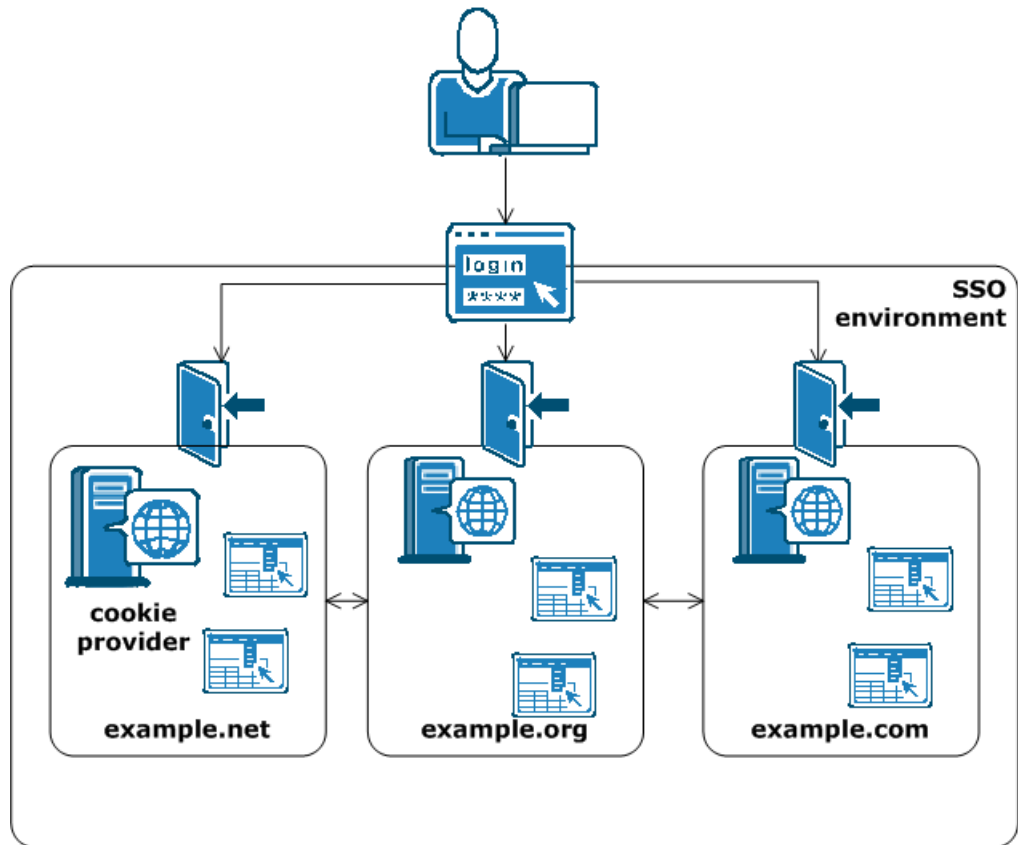 login
****
SSO
environment
cookie
provider
example.net
example.org
example.com